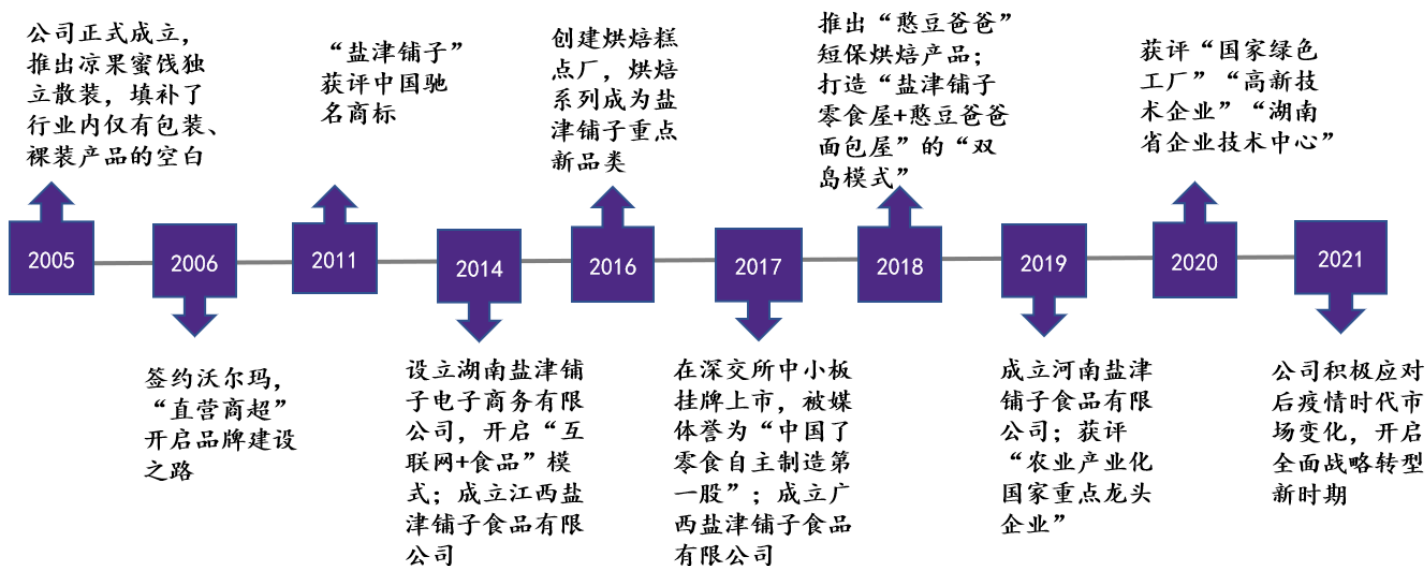 公司正式成立，
推出凉果蜜饯独
立散装，填补了
行业内仅有包装、
裸装产品的空白
“盐津铺子”
获评中国驰
名商标
创建烘焙糕
点厂，烘焙
系列成为盐
津铺子重点
新品类
推出“憨豆爸爸”
短保烘焙产品；
打造“盐津铺子
零食屋+憨豆爸爸
面包屋”的“双
岛模式”
获评“国家绿色
工厂”“高新技
术企业”“湖南
省企业技术中心”
2005
2006
2011
2014
2016
2017
2018
2019
2020
2021
签约沃尔玛，
“直营商超”
开启品牌建设
之路
设立湖南盐津铺
子电子商务有限
公司，开启“互
联网+食品”模
式；成立江西盐
津铺子食品有限
公司
在深交所中小板
挂牌上市，被媒
体誉为“中国了
零食自主制造第
一股”；成立广
西盐津铺子食品
有限公司
成立河南盐津
铺子食品有限
公司；获评
“农业产业化
国家重点龙头
企业”
公司积极应对
后疫情时代市
场变化，开启
全面战略转型
新时期